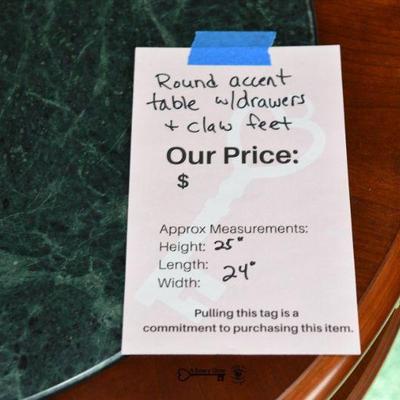 Round accent
table w/drawers
+ claw feet
Our Price:
$
Approx Measurements:
Height: 25"
Length:
24"
Width:
Pulling this tag is a
commitment to purchasing this item.